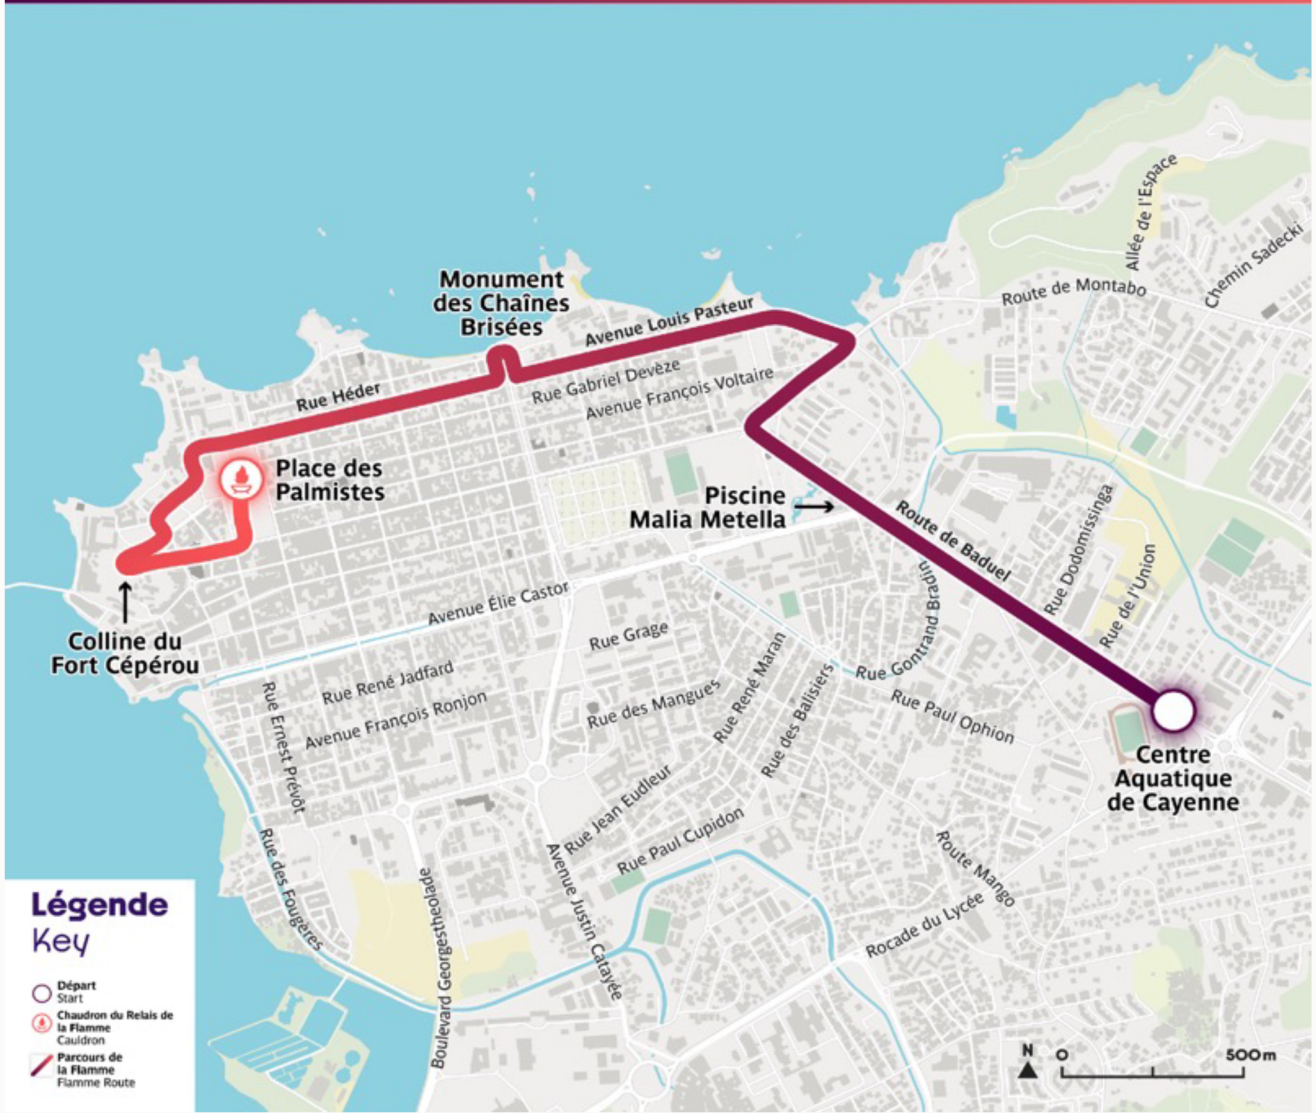 Allée de l'Espace
Chemin Sadecki
Route de Montabo
Monument
des Chaînes
Brisées
Avenue Louis Pasteur
Rue Gabriel Devèze
Avenue François Voltaire
Rue Héder
Place des
Palmistes
Piscine
Malia Metella
Route de Baduel
Rue Dodomissinga
Rue de l'Union
Rue Gontrand Bradin
Avenue Élie Castor
Colline du
Fort Cépérou
Rue Grage
Rue René Jadfard
Avenue François Ronjon
Rue des Mangues
Rue René Maran
Rue des Balisiers
Rue Paul Ophion
Rue Ernest Prévôt
Centre
Aquatique
de Cayenne
Rue Jean Eudleur
Rue Paul Cupidon
Rue des Fougères
Boulevard Georgestheolade
Avenue Justin Catayée
Route Mango
Rocade du Lycée
Légende
Key
Départ
Start
Chaudron du Relais de
la Flamme
Cauldron
Parcours de
la Flamme
Flamme Route
N 0 500m